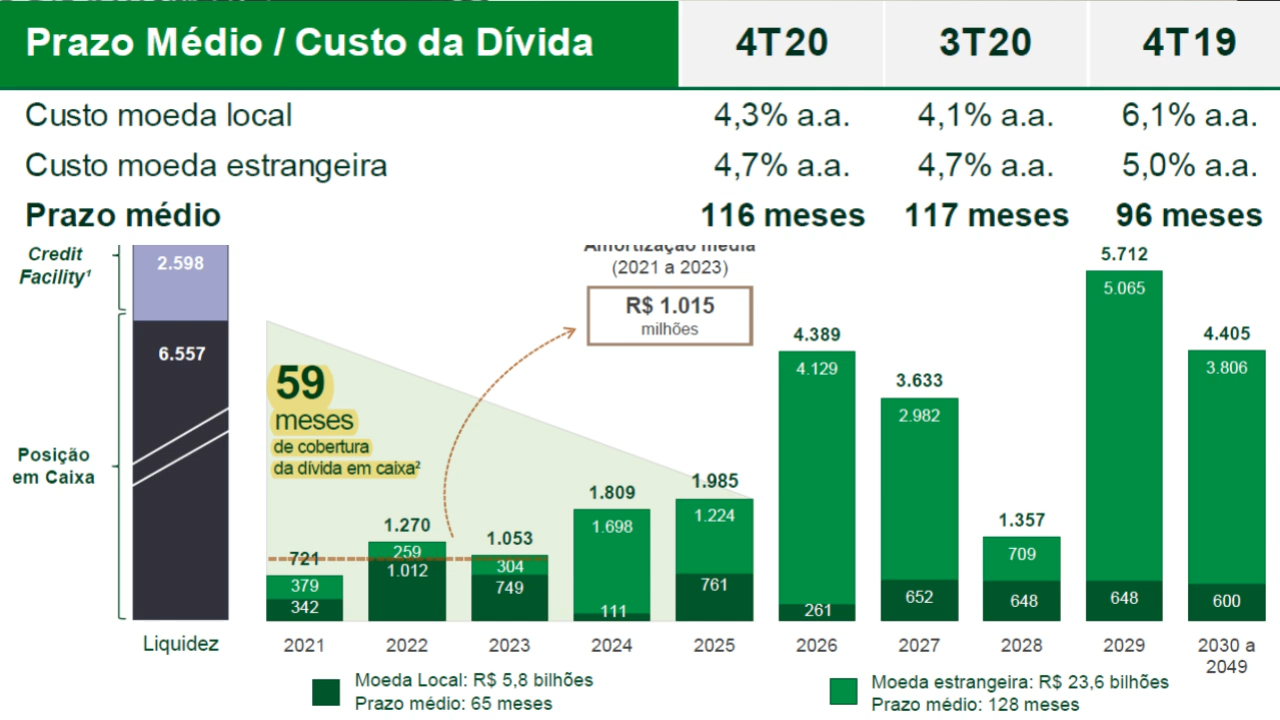 Prazo Médio / Custo da Dívida 4T20 3T20 4T19
Custo moeda local 4,3% a.a. 4,1% a.a. 6,1% a.a.
Custo moeda estrangeira 4,7% a.a. 4,7% a.a. 5,0% a.a.
Prazo médio 116 meses 117 meses 96 meses
Credit
Facility¹
2.598
6.557
Posição
em Caixa
Liquidez
Amortização média
(2021 a 2023)
R$ 1.015
milhões
59
meses
de cobertura
da dívida em caixa²
721
379
342
2021
1.270
259
1.012
2022
1.053
304
749
2023
1.809
1.698
111
2024
1.985
1.224
761
2025
4.389
4.129
261
2026
3.633
2.982
652
2027
1.357
709
648
2028
5.712
5.065
648
2029
4.405
3.806
600
2030 a
2049
Moeda Local: R$ 5,8 bilhões
Prazo médio: 65 meses
Moeda estrangeira: R$ 23,6 bilhões
Prazo médio: 128 meses